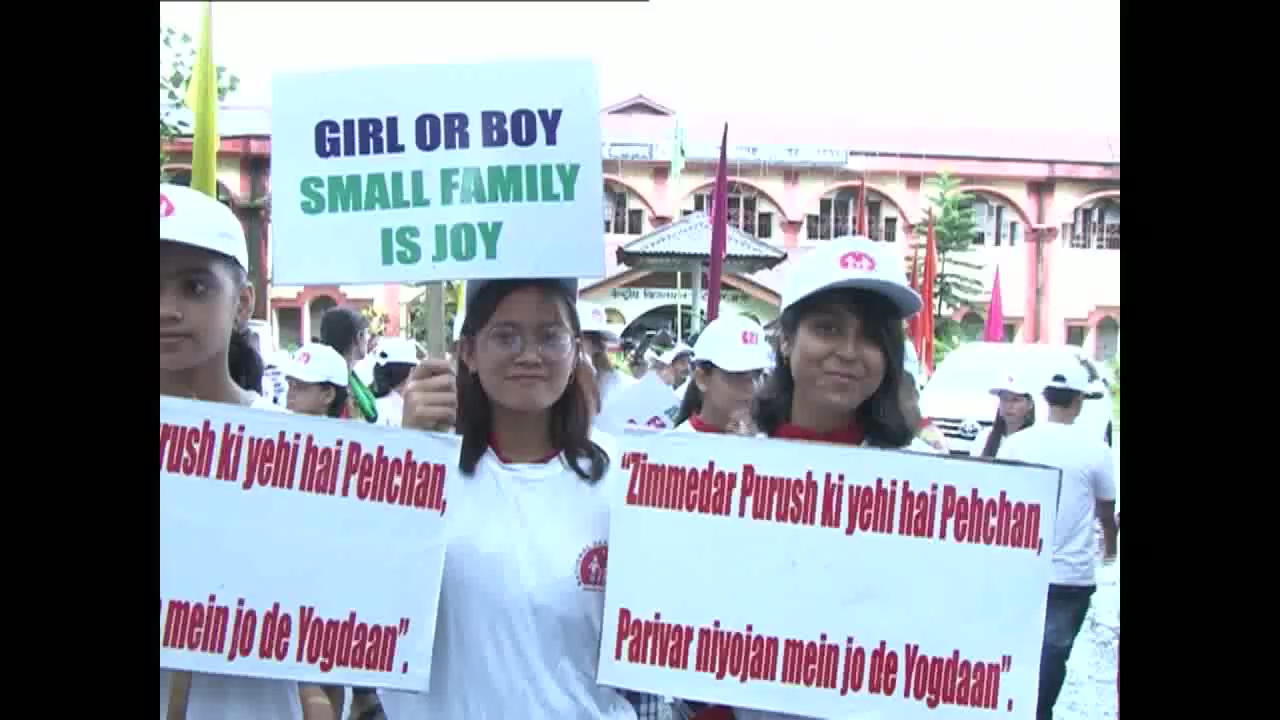 GIRL OR BOY
SMALL FAMILY
IS JOY
rush ki yehi hai Pehchan,
mein jo de Yogdaan”.
“Zimmedar Purush ki yehi hai Pehchan,
Parivar niyojan mein jo de Yogdaan”.